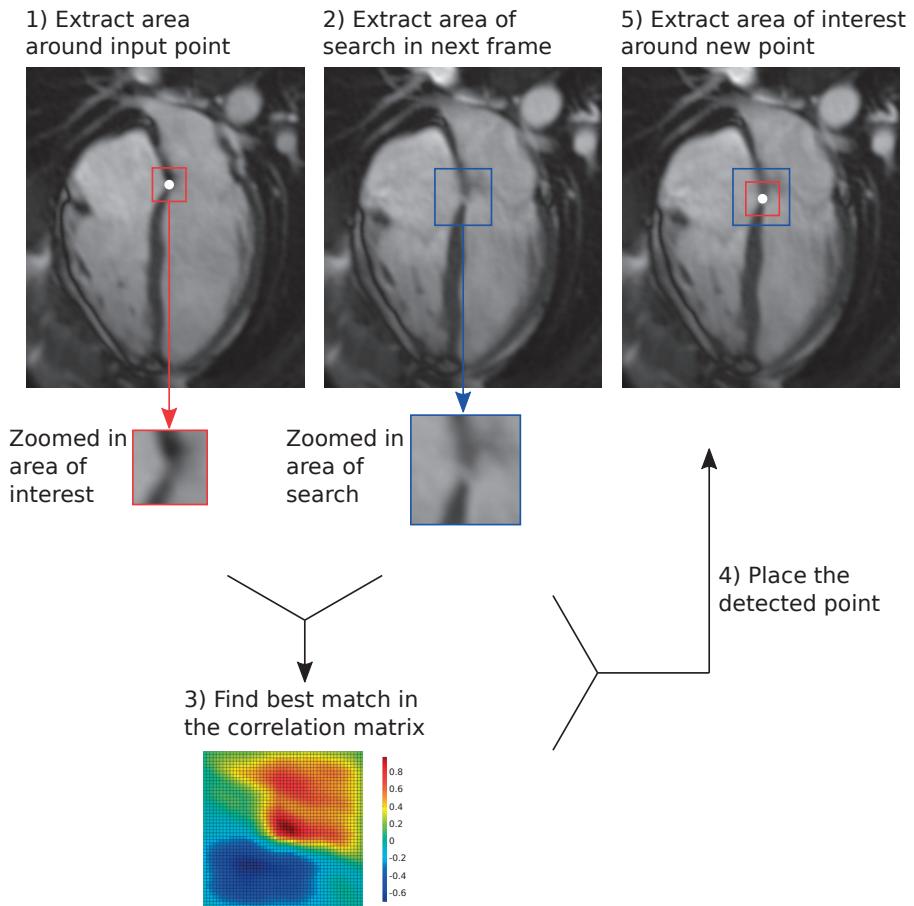 1) Extract area
around input point
2) Extract area of
search in next frame
5) Extract area of interest
around new point
Zoomed in
area of
interest
Zoomed in
area of
search
4) Place the
detected point
3) Find best match in
the correlation matrix
0.8
0.6
0.4
0.2
0
-0.2
-0.4
-0.6